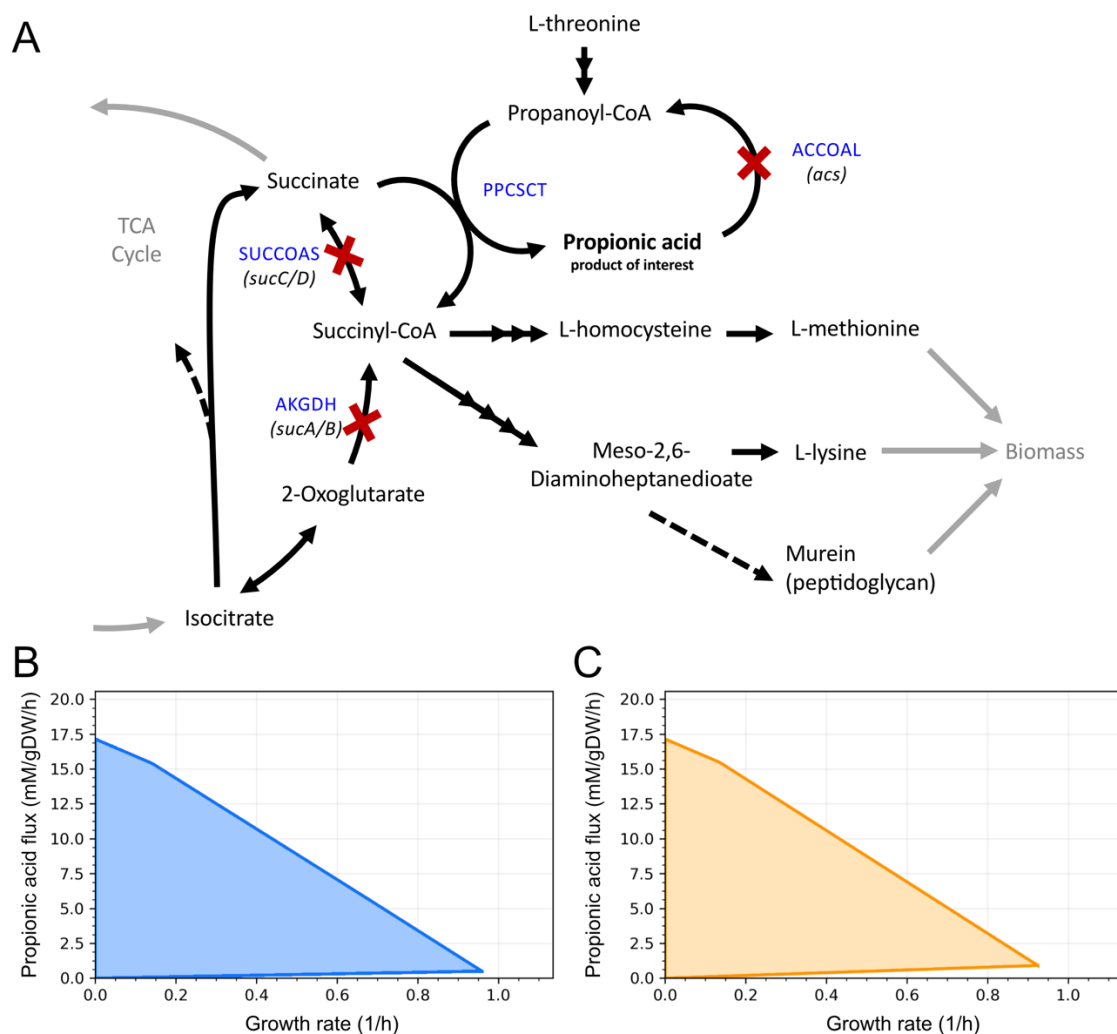 A
L-threonine
Propanoyl-CoA
ACCOAL
(acs)
Succinate
PPCSCT
TCA
Cycle
SUCCOAS
(sucC/D)
Propionic acid
product of interest
Succinyl-CoA
L-homocysteine
L-methionine
AKGDH
(sucA/B)
Meso-2,6-
Diaminoheptanedioate
L-lysine
Biomass
2-Oxoglutarate
Murein
(peptidoglycan)
Isocitrate
B
Propionic acid flux (mM/gDW/h)
20.0
17.5
15.0
12.5
10.0
7.5
5.0
2.5
0.0
0.0 0.2 0.4 0.6 0.8 1.0
Growth rate (1/h)
C
Propionic acid flux (mM/gDW/h)
20.0
17.5
15.0
12.5
10.0
7.5
5.0
2.5
0.0
0.0 0.2 0.4 0.6 0.8 1.0
Growth rate (1/h)